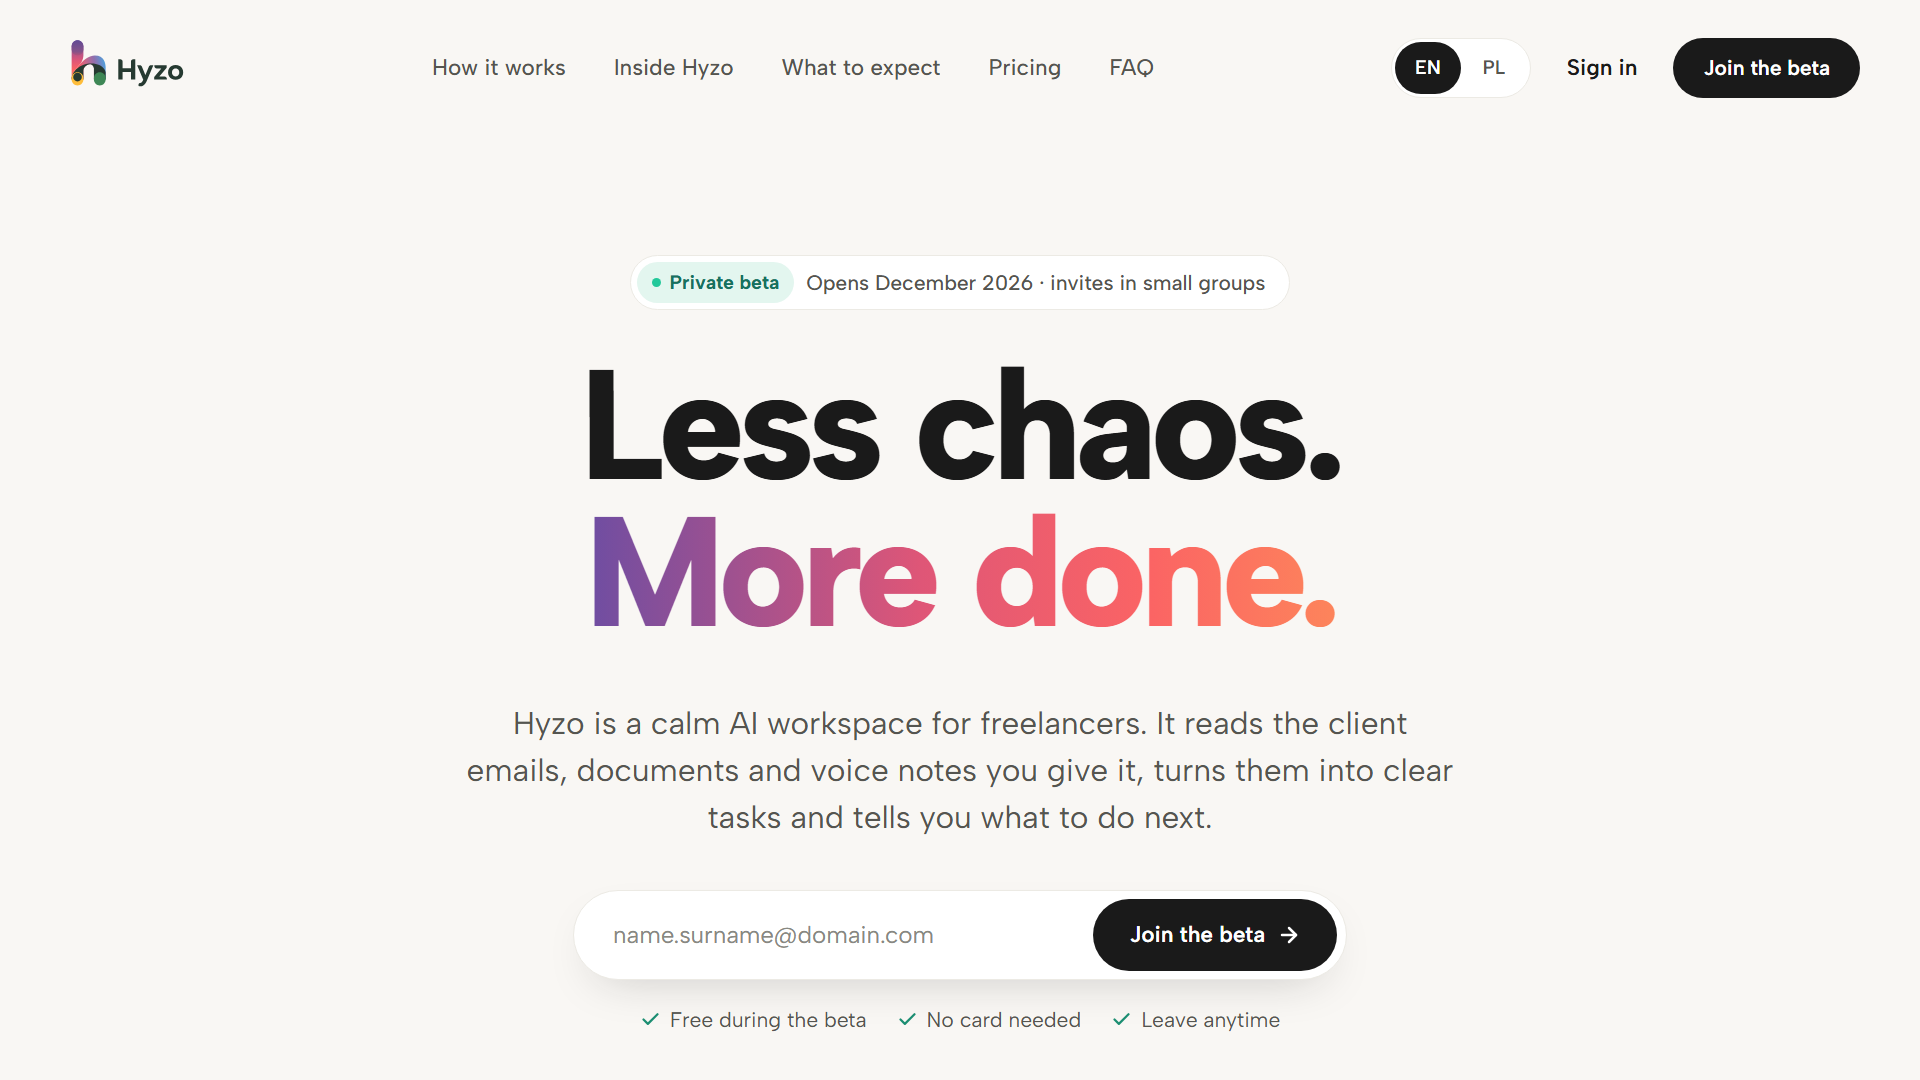 Hyzo
How it works
Inside Hyzo
What to expect
Pricing
FAQ
EN
PL
Sign in
Join the beta
Private beta
Opens December 2026 · invites in small groups
Less chaos.
More done.
Hyzo is a calm AI workspace for freelancers. It reads the client
emails, documents and voice notes you give it, turns them into clear
tasks and tells you what to do next.
name.surname@domain.com
Join the beta →
Free during the beta
No card needed
Leave anytime